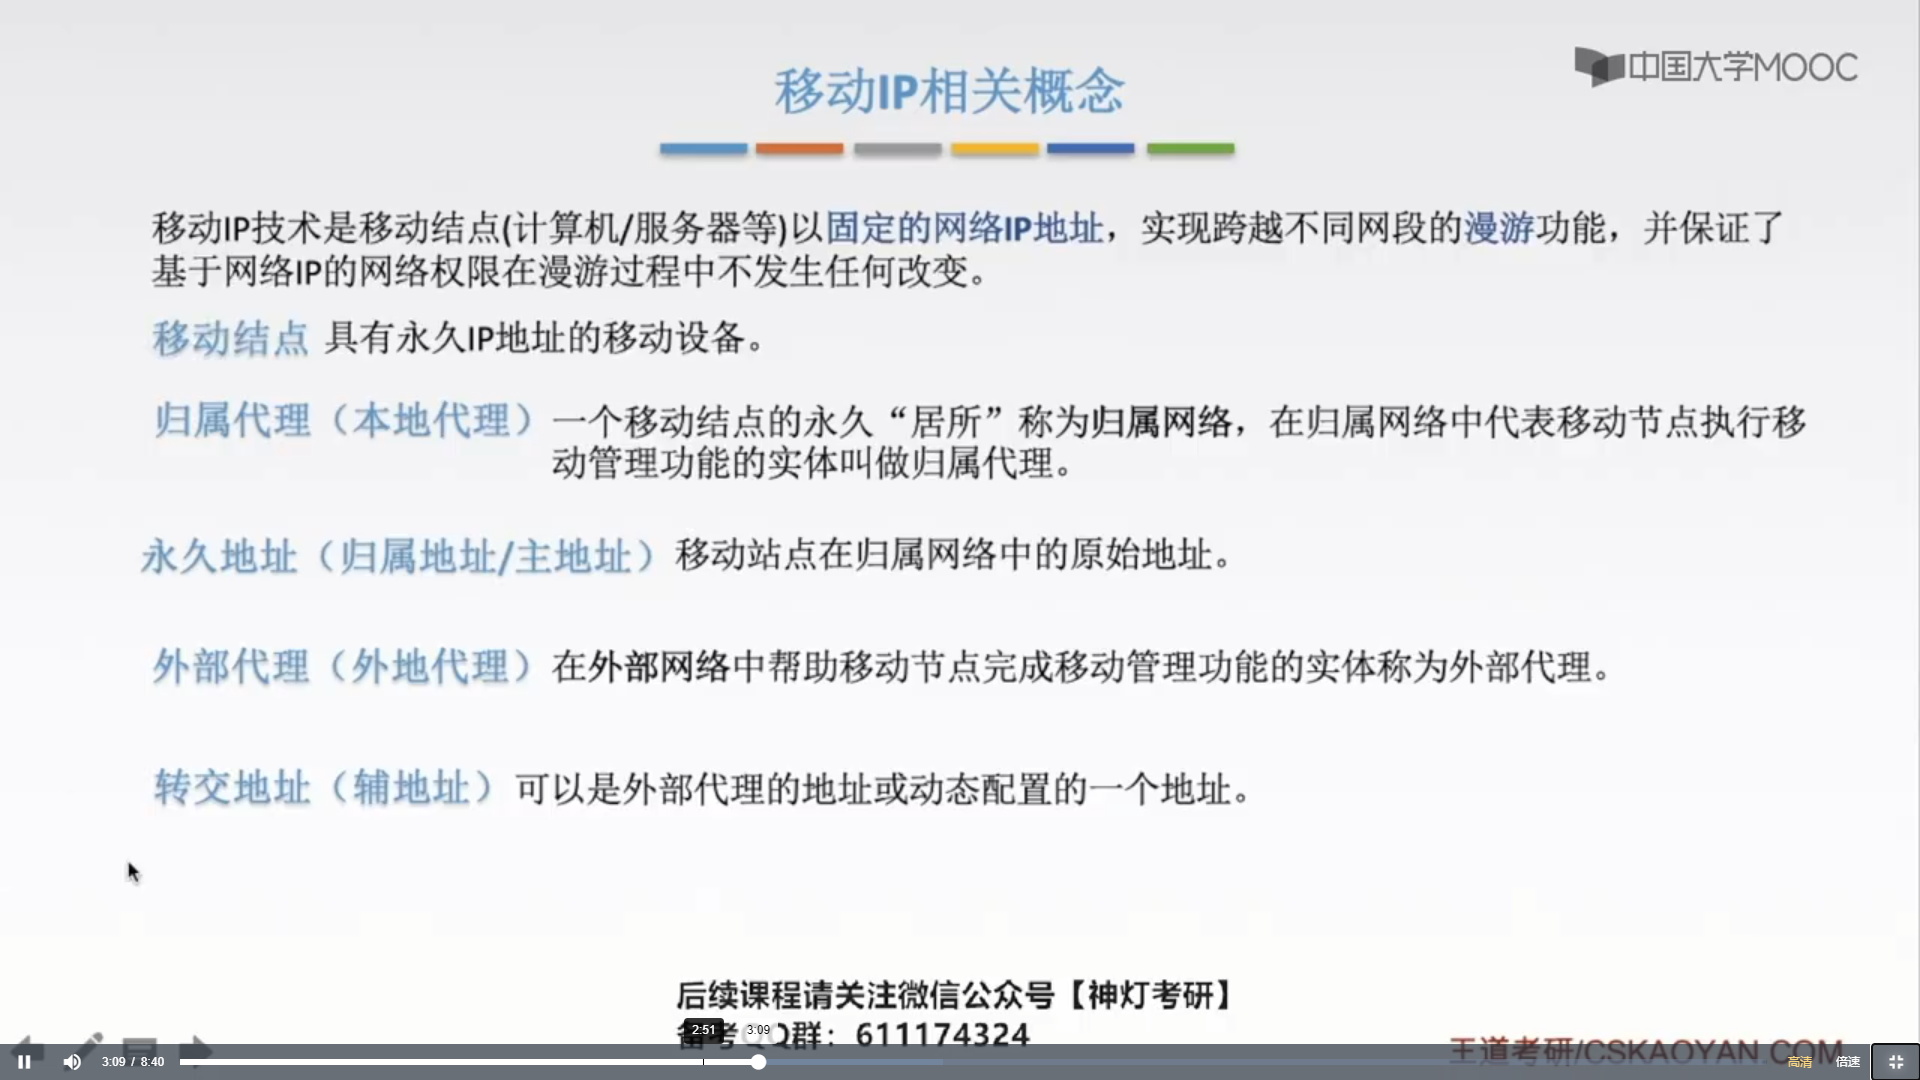 中国大学MOOC
移动IP相关概念
移动IP技术是移动结点(计算机/服务器等)以固定的网络IP地址，实现跨越不同网段的漫游功能，并保证了
基于网络IP的网络权限在漫游过程中不发生任何改变。
移动结点 具有永久IP地址的移动设备。
归属代理（本地代理）一个移动结点的永久“居所”称为归属网络，在归属网络中代表移动节点执行移
动管理功能的实体叫做归属代理。
永久地址（归属地址/主地址）移动站点在归属网络中的原始地址。
外部代理（外地代理）在外部网络中帮助移动节点完成移动管理功能的实体称为外部代理。
转交地址（辅地址）可以是外部代理的地址或动态配置的一个地址。
后续课程请关注微信公众号【神灯考研】
备考QQ群：611174324
2:51
3:09
王道考研/CSKAOYAN.COM
3:09 / 8:40
高清
倍速